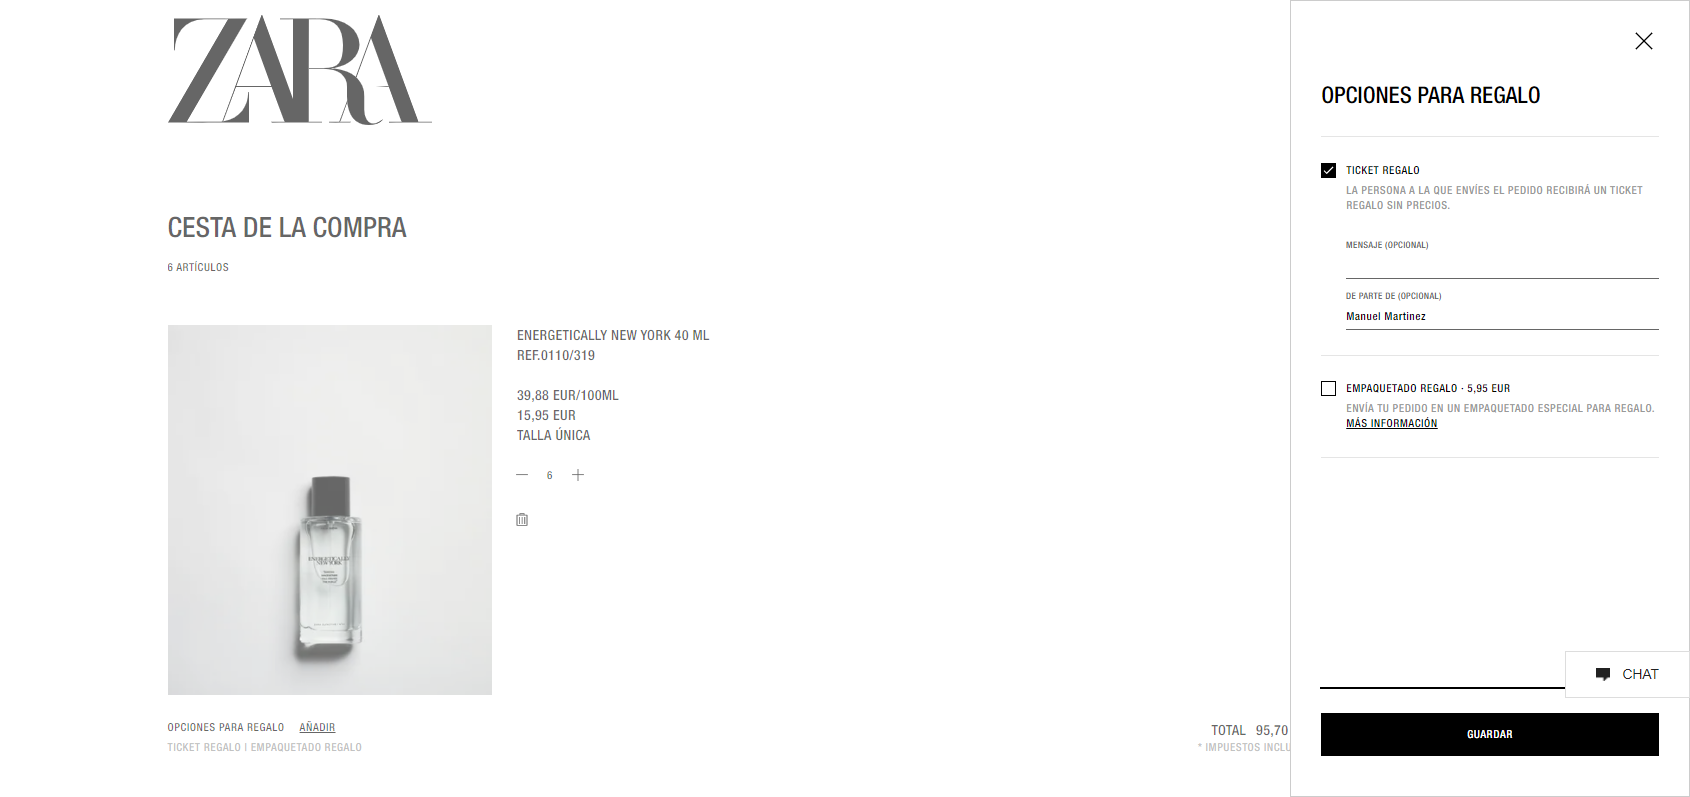 ZARA
CESTA DE LA COMPRA
6 ARTÍCULOS
ENERGETICALLY NEW YORK 40 ML
REF.0110/319
39,88 EUR/100ML
15,95 EUR
TALLA ÚNICA
6
ENERGETICALLY
NEW YORK
OPCIONES PARA REGALO AÑADIR
TICKET REGALO | EMPAQUETADO REGALO
TOTAL 95,70
* IMPUESTOS INCLU
OPCIONES PARA REGALO
TICKET REGALO
LA PERSONA A LA QUE ENVÍES EL PEDIDO RECIBIRÁ UN TICKET
REGALO SIN PRECIOS.
MENSAJE (OPCIONAL)
DE PARTE DE (OPCIONAL)
Manuel Martinez
EMPAQUETADO REGALO · 5,95 EUR
ENVÍA TU PEDIDO EN UN EMPAQUETADO ESPECIAL PARA REGALO.
MÁS INFORMACIÓN
CHAT
GUARDAR